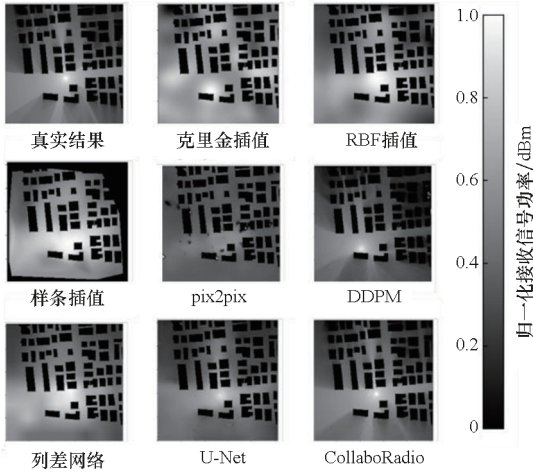 真实结果
克里金插值
RBF插值
样条插值
pix2pix
DDPM
列差网络
U-Net
CollaboRadio
1.0
0.8
0.6
0.4
0.2
0
归一化接收信号功率/dBm